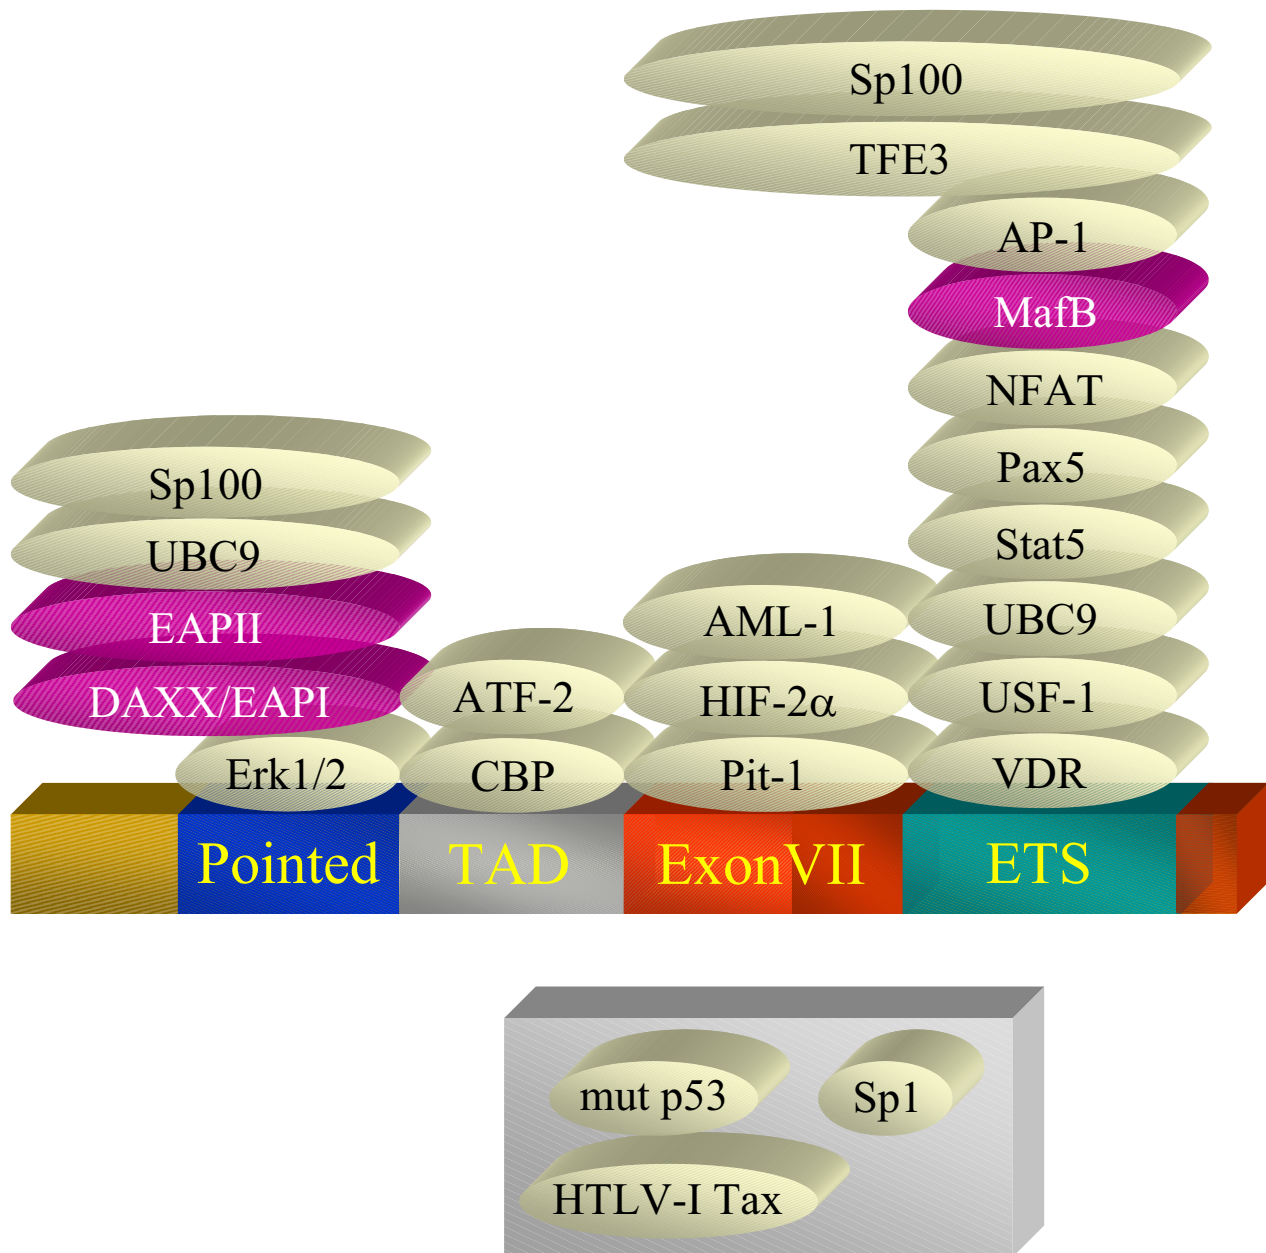 Sp100
TFE3
AP-1
MafB
NFAT
Sp100
Pax5
UBC9
Stat5
EAPII
AML-1
UBC9
DAXX/EAPI
ATF-2
HIF-2α
USF-1
Erk1/2
CBP
Pit-1
VDR
Pointed
TAD
ExonVII
ETS
mut p53
Sp1
HTLV-I Tax